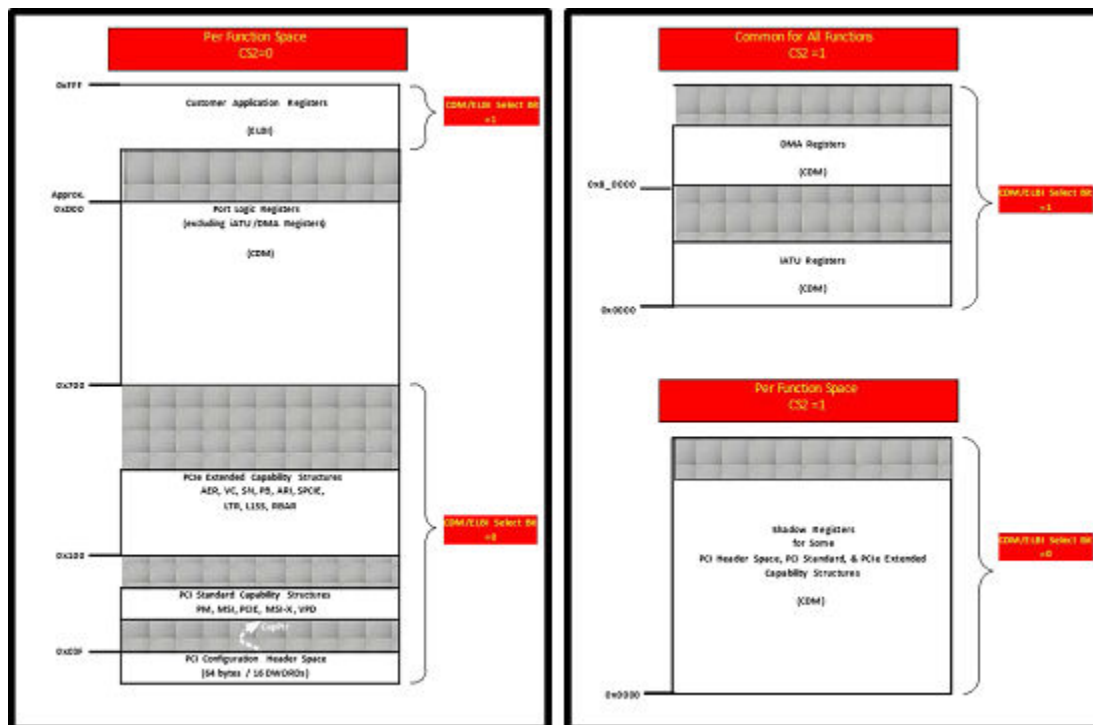 Per Function Space
CS2=0
0xFFF
Customer Application Registers
(ELBI)
CDM/ELBI Select Bit
=1
Approx.
0xD00
Port Logic Registers
(excluding iATU/DMA Registers)
(CDM)
0x700
PCIe Extended Capability Structures
AER, VC, SN, PB, ARI, SPCIE,
LTR, L1SS, RBAR
CDM/ELBI Select Bit
=0
0x100
PCI Standard Capability Structures
PM, MSI, PCIE, MSI-X, VPD
CapPtr
0x03F
PCI Configuration Header Space
(64 bytes / 16 DWORDs)
Common for All Functions
CS2 =1
DMA Registers
(CDM)
0x8_0000
CDM/ELBI Select Bit
=1
iATU Registers
(CDM)
0x0000
Per Function Space
CS2 =1
Shadow Registers
for Some
PCI Header Space, PCI Standard, & PCIe Extended
Capability Structures
(CDM)
CDM/ELBI Select Bit
=0
0x0000